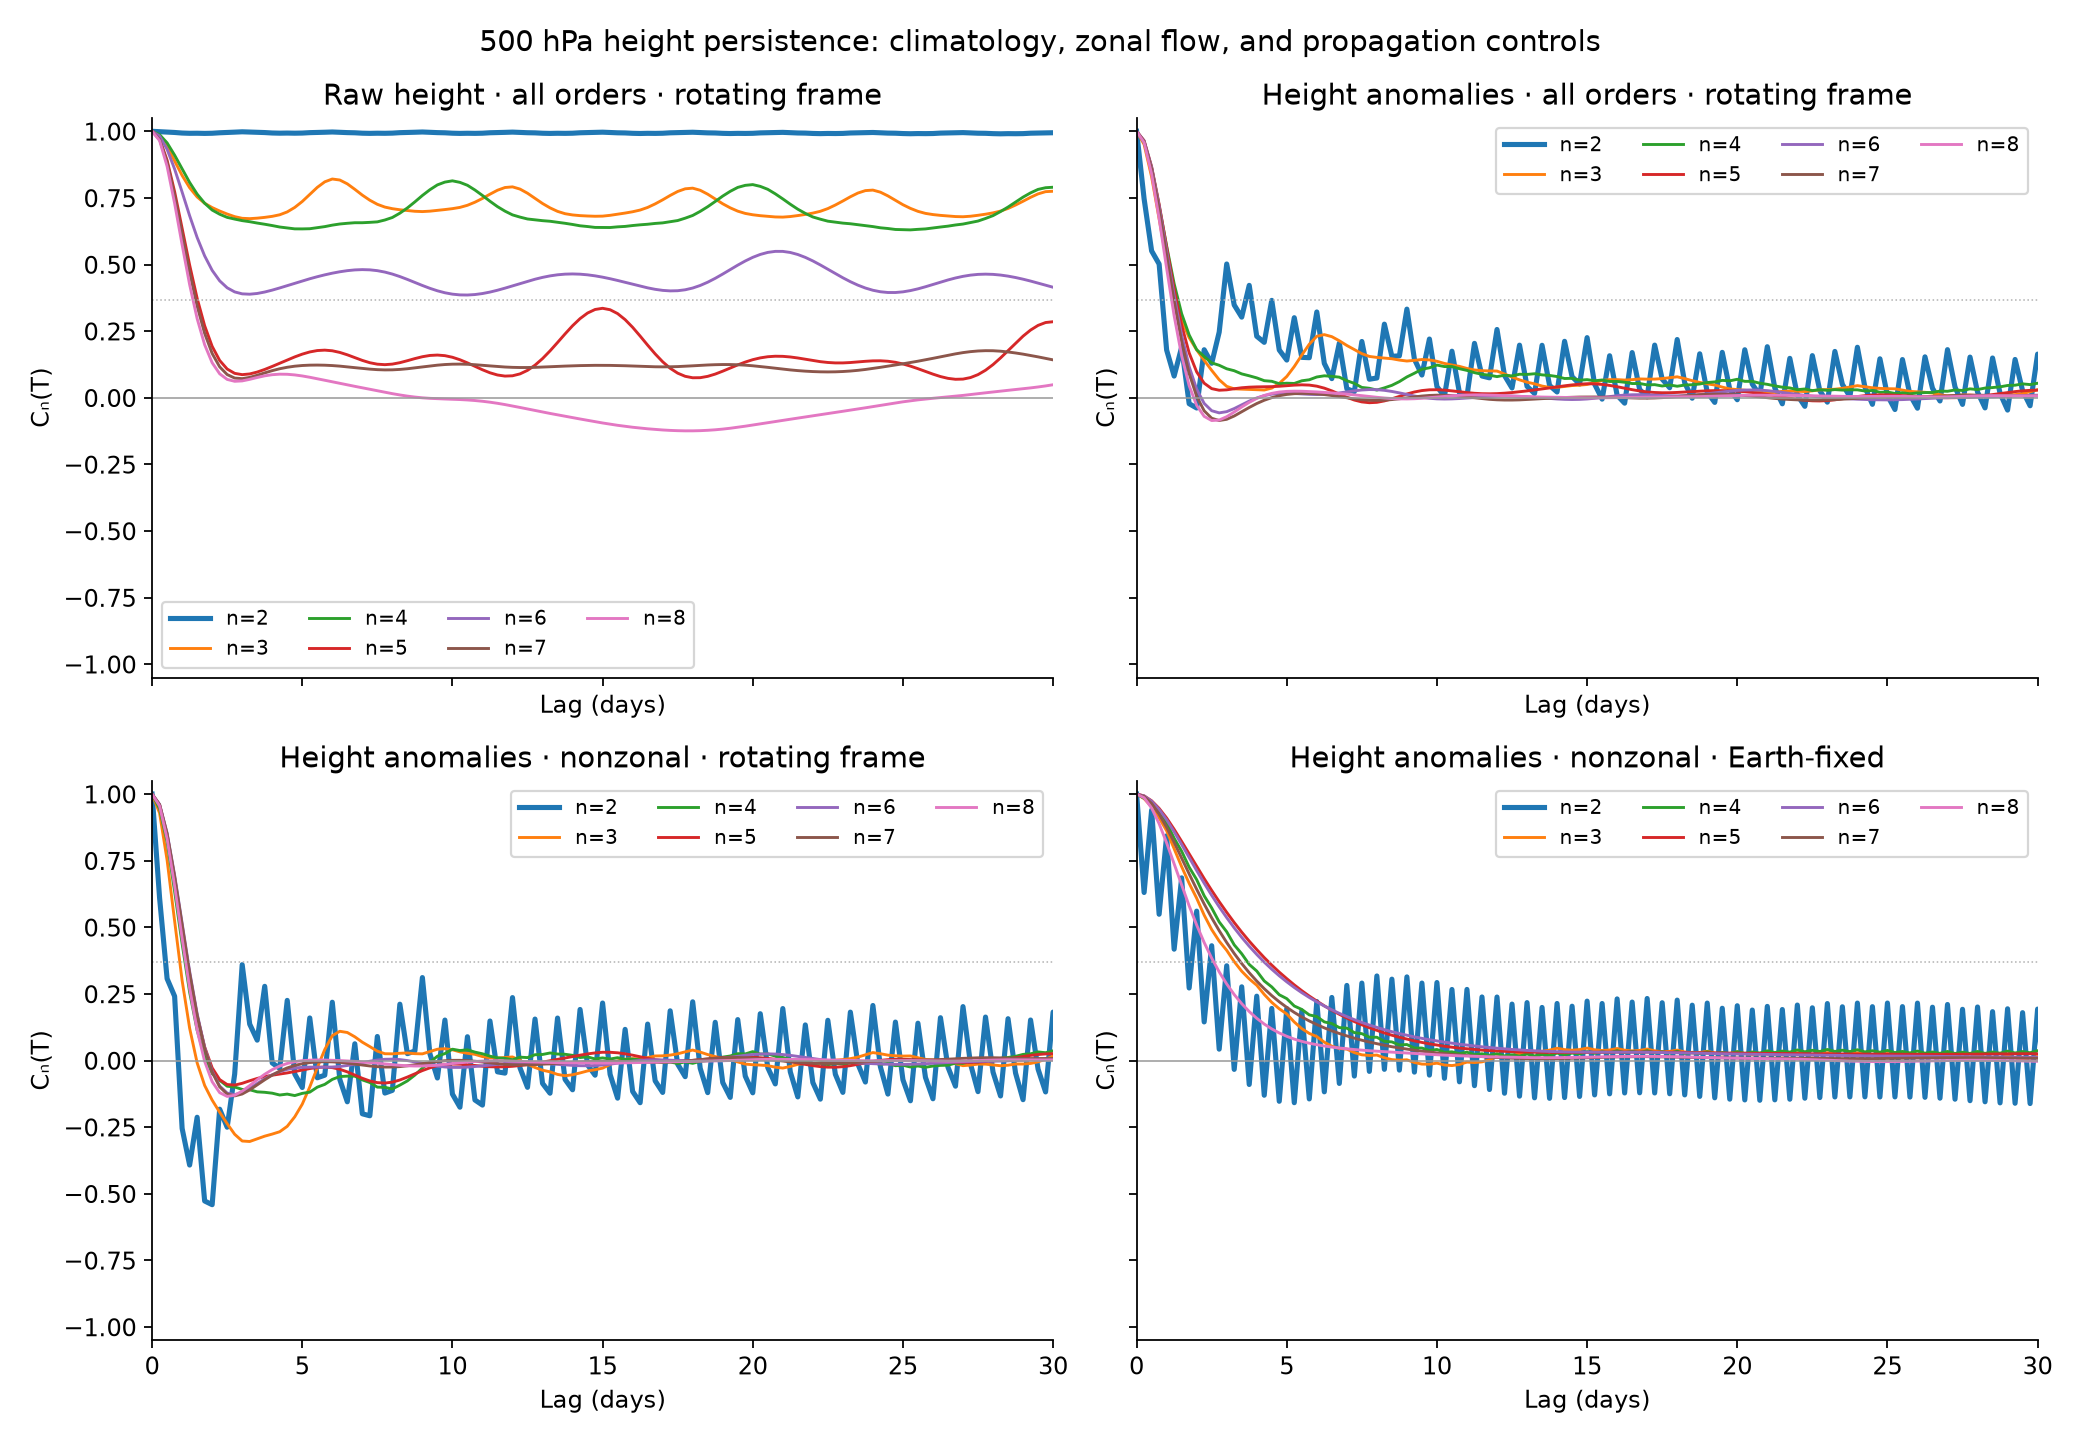 500 hPa height persistence: climatology, zonal flow, and propagation controls
Raw height · all orders · rotating frame
1.00
0.75
0.50
0.25
0.00
−0.25
−0.50
−0.75
−1.00
Cₙ(T)
n=2 n=4 n=6 n=8
n=3 n=5 n=7
Lag (days)
Height anomalies · all orders · rotating frame
n=2 n=4 n=6 n=8
n=3 n=5 n=7
Cₙ(T)
Lag (days)
Height anomalies · nonzonal · rotating frame
1.00
0.75
0.50
0.25
0.00
−0.25
−0.50
−0.75
−1.00
Cₙ(T)
n=2 n=4 n=6 n=8
n=3 n=5 n=7
0 5 10 15 20 25 30
Lag (days)
Height anomalies · nonzonal · Earth-fixed
n=2 n=4 n=6 n=8
n=3 n=5 n=7
Cₙ(T)
0 5 10 15 20 25 30
Lag (days)